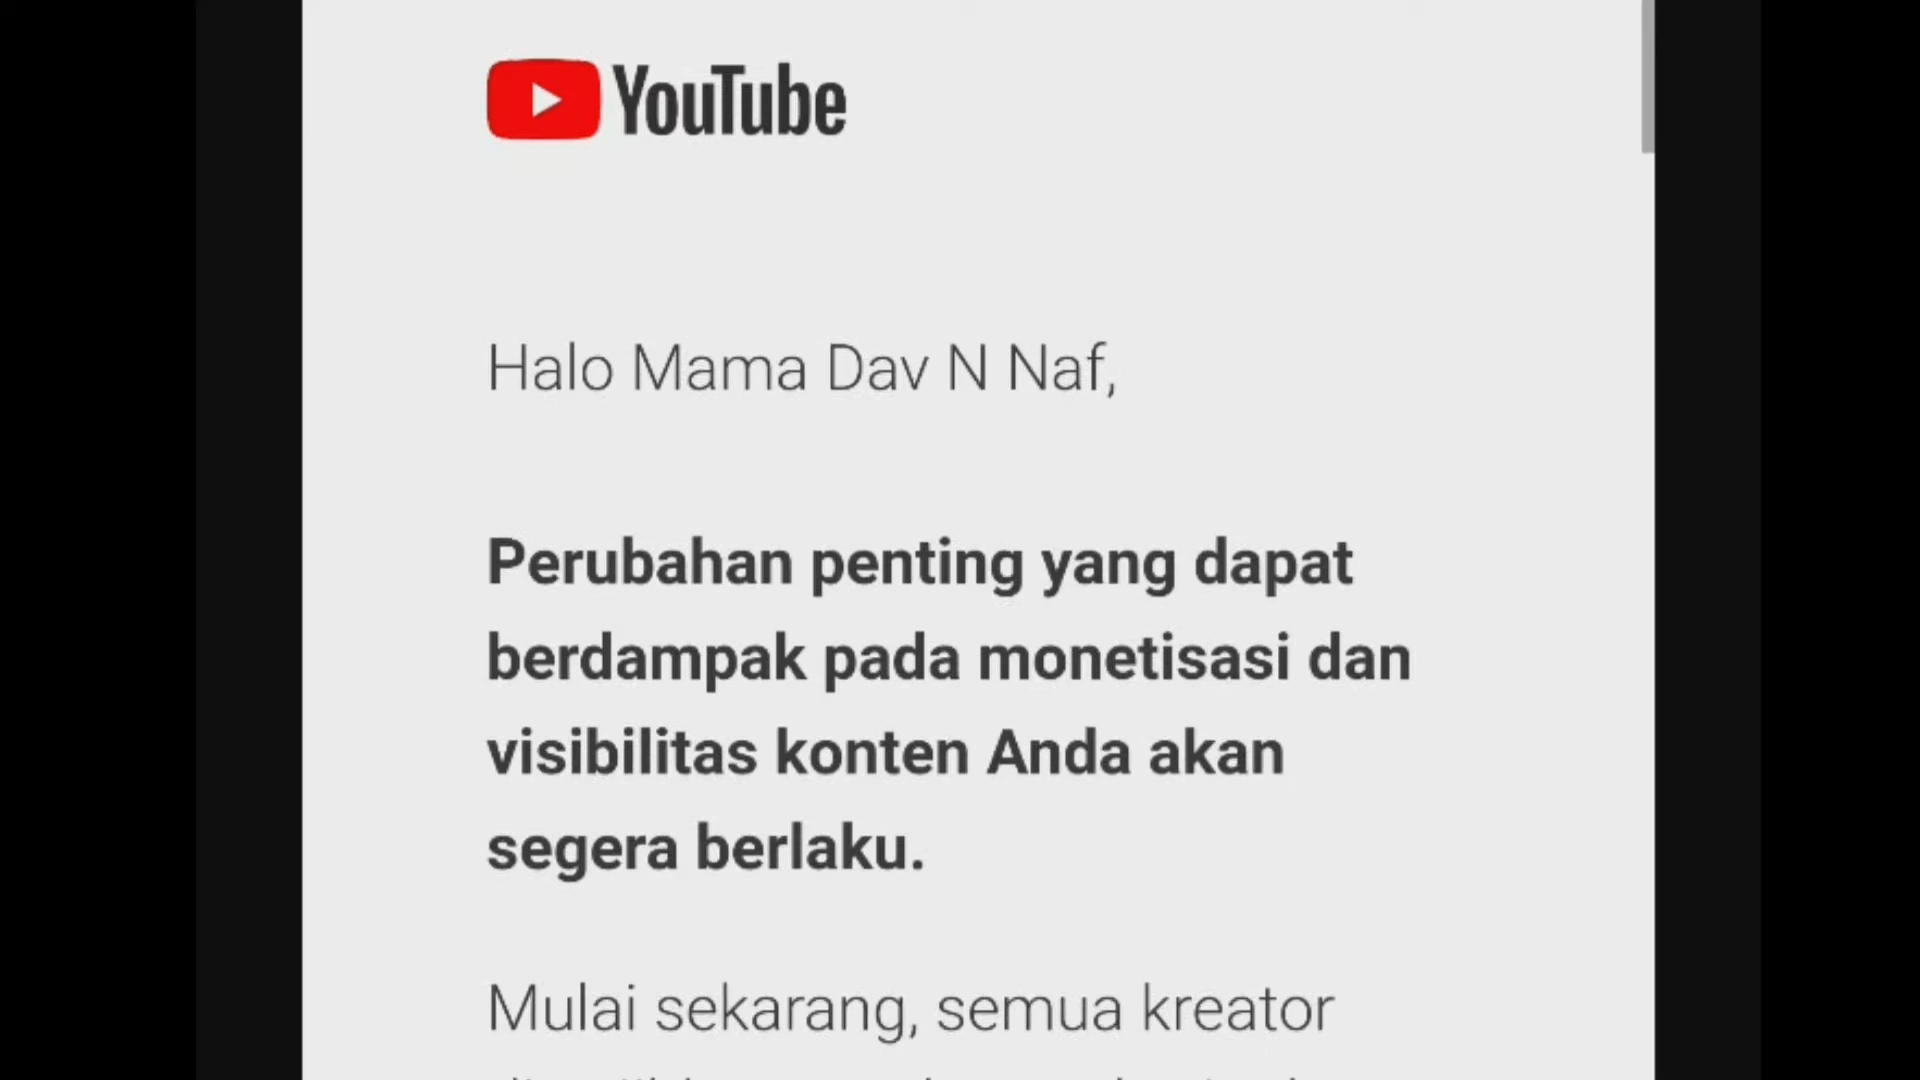 YouTube
Halo Mama Dav N Naf,
Perubahan penting yang dapat
berdampak pada monetisasi dan
visibilitas konten Anda akan
segera berlaku.
Mulai sekarang, semua kreator